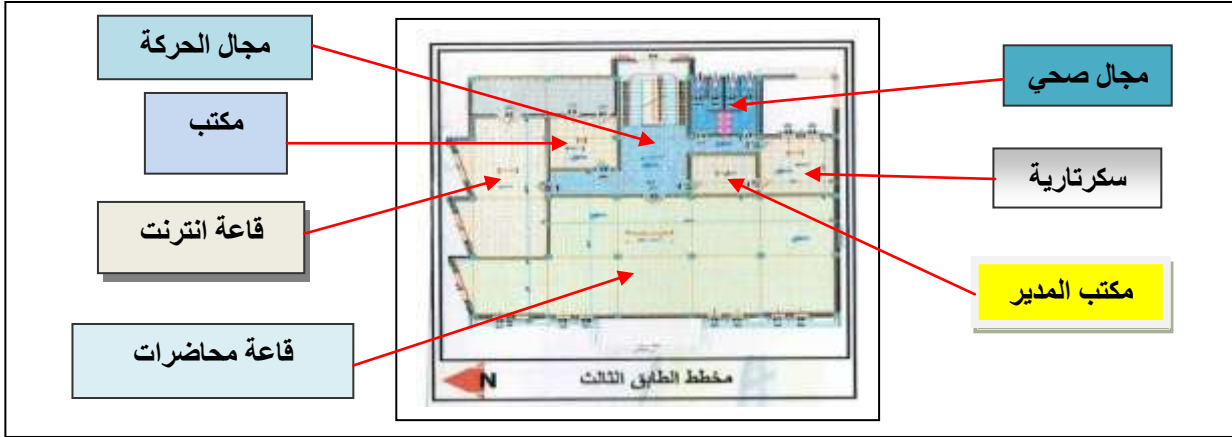 مجال الحركة
مكتب
قاعة انترنت
قاعة محاضرات
مجال صحي
سكرتارية
مكتب المدير
مخطط الطابق الثالث
N